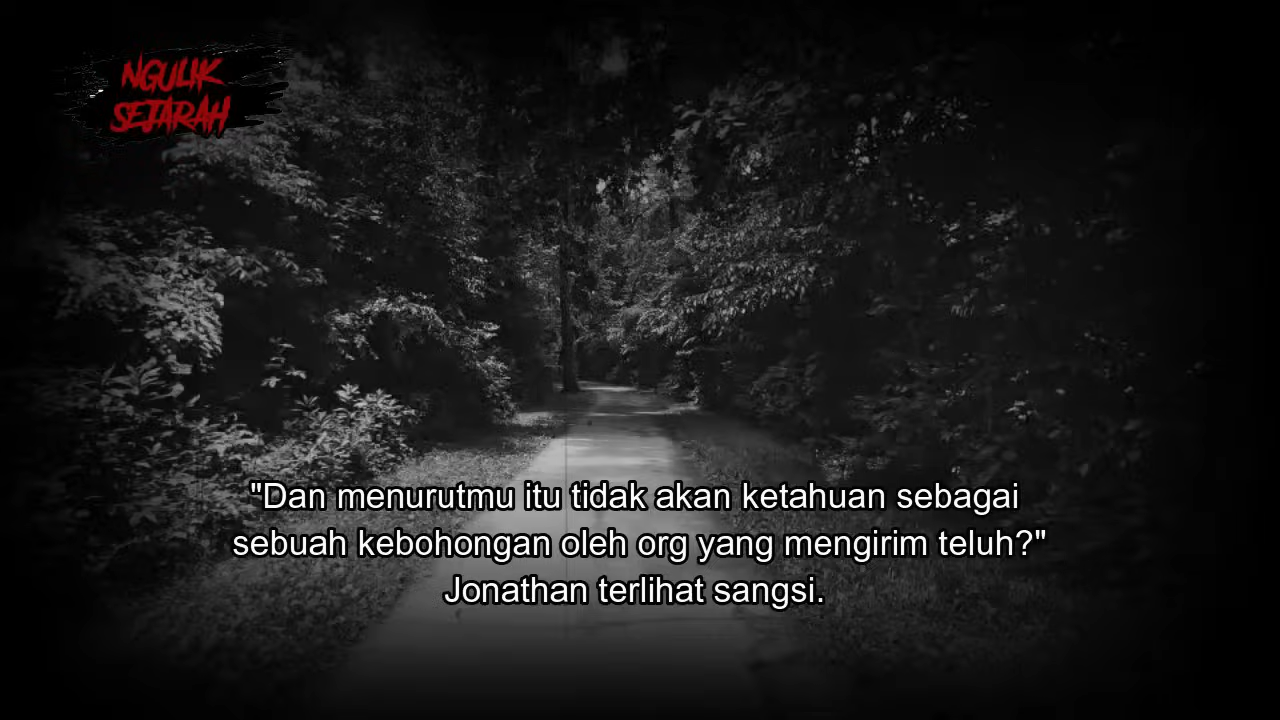 NGULIK
SEJARAH
"Dan menurutmu itu tidak akan ketahuan sebagai
sebuah kebohongan oleh org yang mengirim teluh?"
Jonathan terlihat sangsi.